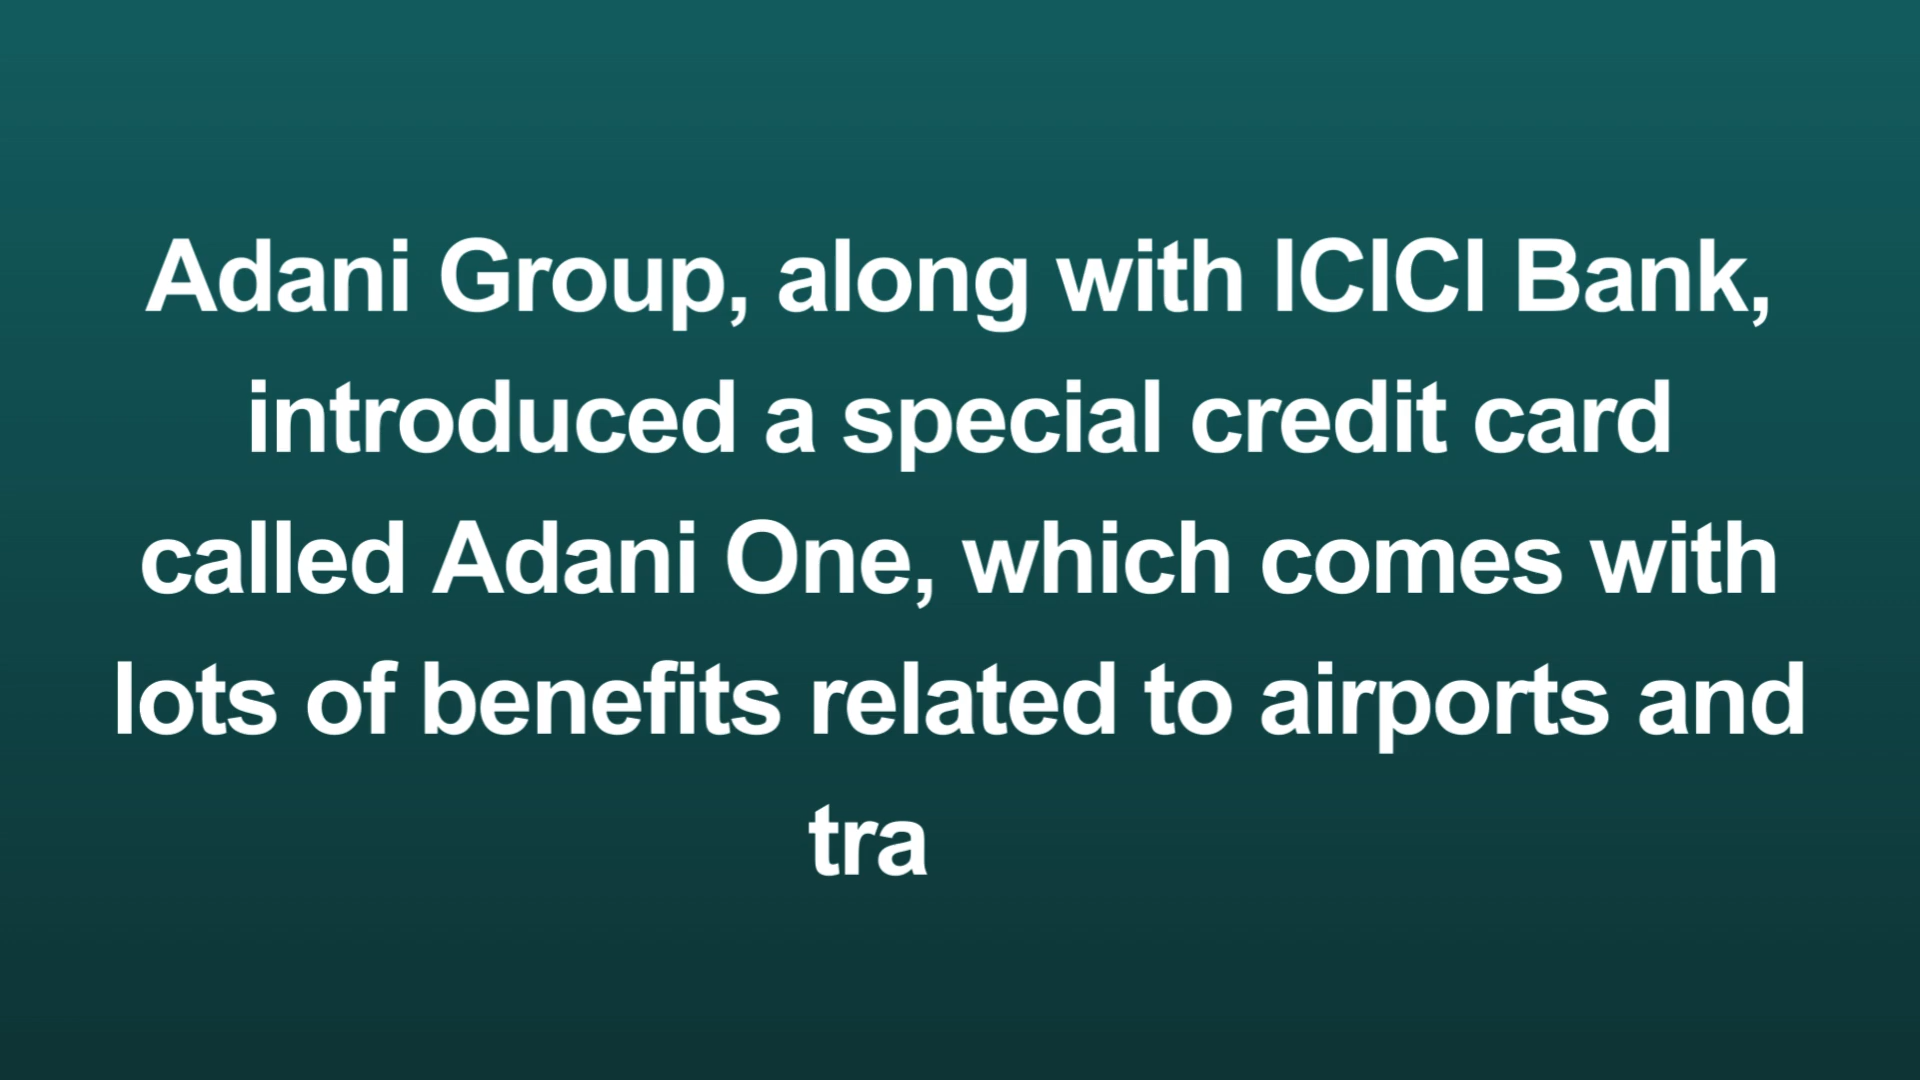 Adani Group, along with ICICI Bank,
introduced a special credit card
called Adani One, which comes with
lots of benefits related to airports and
tra